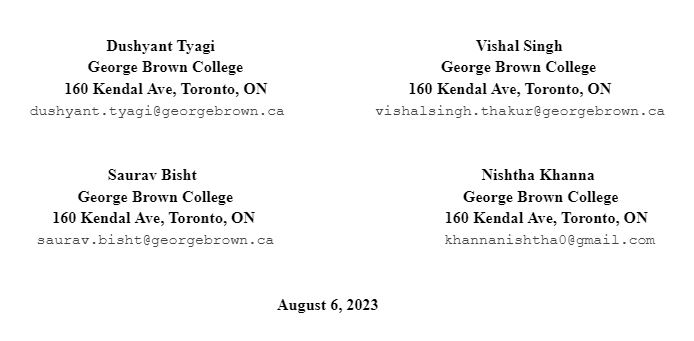 Dushyant Tyagi
George Brown College
160 Kendal Ave, Toronto, ON
dushyant.tyagi@georgebrown.ca
Vishal Singh
George Brown College
160 Kendal Ave, Toronto, ON
vishalsingh.thakur@georgebrown.ca
Saurav Bisht
George Brown College
160 Kendal Ave, Toronto, ON
saurav.bisht@georgebrown.ca
Nishtha Khanna
George Brown College
160 Kendal Ave, Toronto, ON
khannanishtha0@gmail.com
August 6, 2023